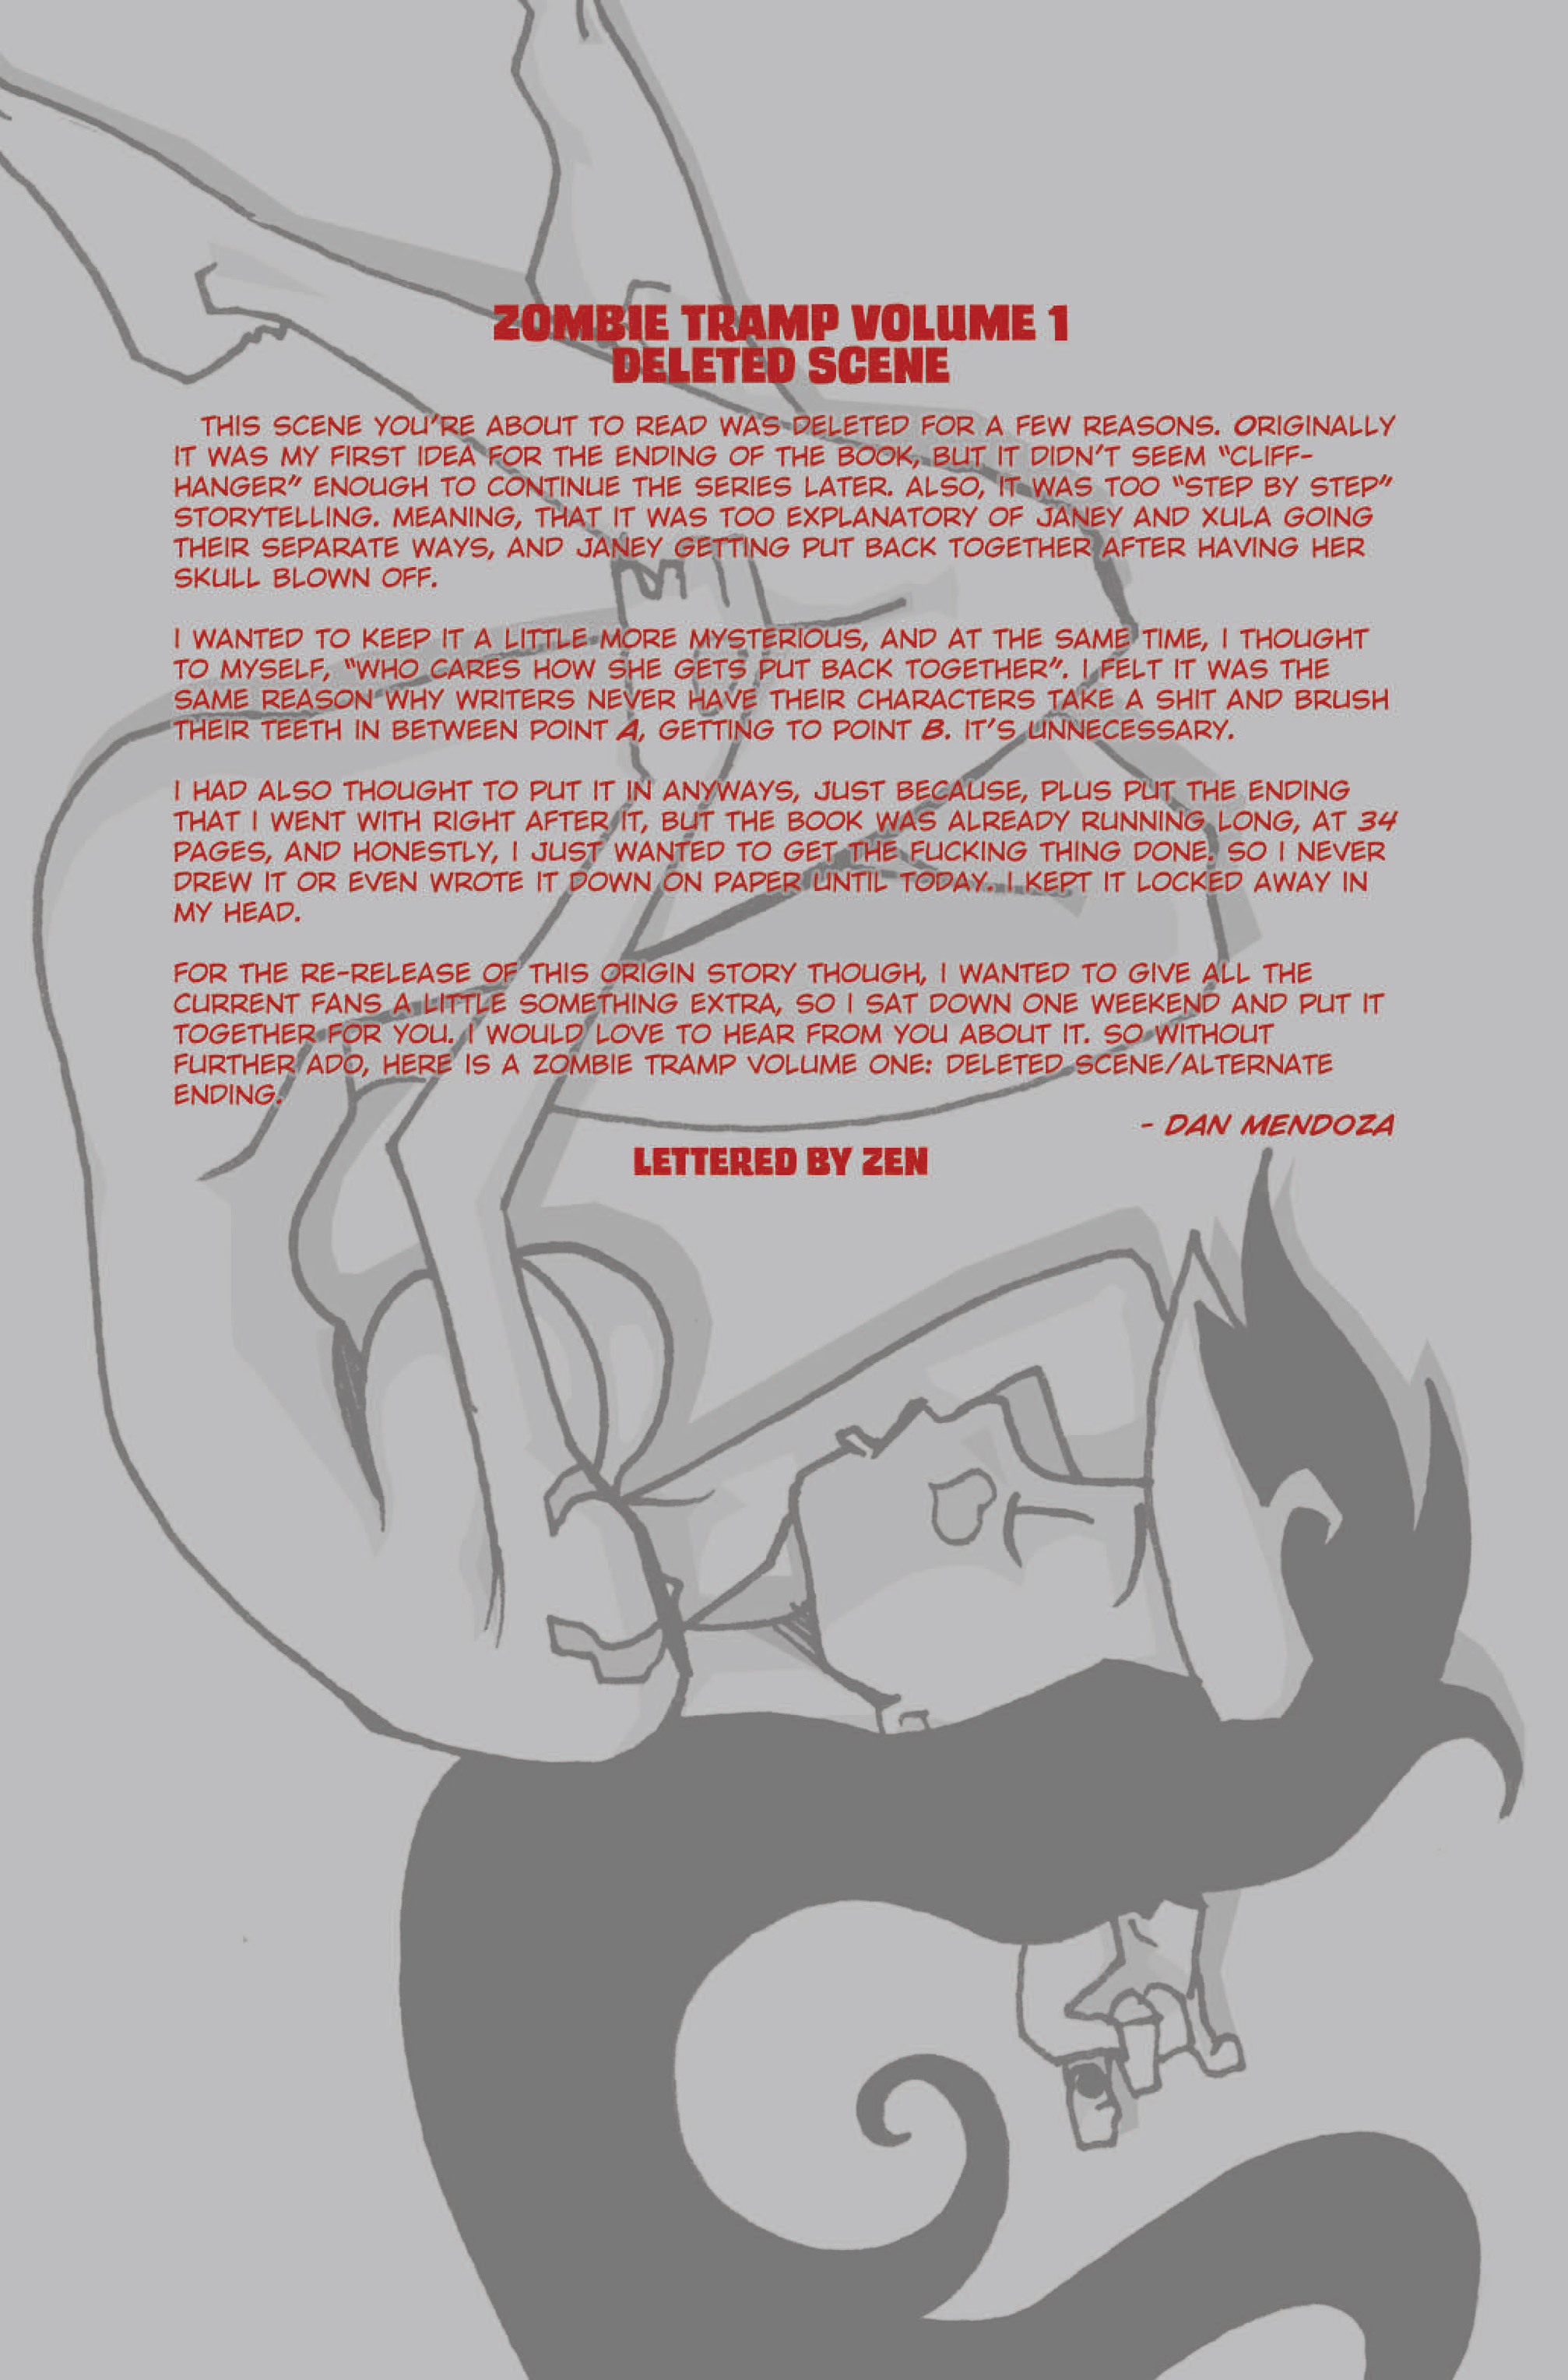 ZOMBIE TRAMP VOLUME 1
DELETED SCENE
THIS SCENE YOU'RE ABOUT TO READ WAS DELETED FOR A FEW REASONS. ORIGINALLY
IT WAS MY FIRST IDEA FOR THE ENDING OF THE BOOK, BUT IT DIDN'T SEEM "CLIFF-
HANGER" ENOUGH TO CONTINUE THE SERIES LATER. ALSO, IT WAS TOO "STEP BY STEP"
STORYTELLING. MEANING, THAT IT WAS TOO EXPLANATORY OF JANEY AND XULA GOING
THEIR SEPARATE WAYS, AND JANEY GETTING PUT BACK TOGETHER AFTER HAVING HER
SKULL BLOWN OFF.
I WANTED TO KEEP IT A LITTLE MORE MYSTERIOUS, AND AT THE SAME TIME, I THOUGHT
TO MYSELF, "WHO CARES HOW SHE GETS PUT BACK TOGETHER". I FELT IT WAS THE
SAME REASON WHY WRITERS NEVER HAVE THEIR CHARACTERS TAKE A SHIT AND BRUSH
THEIR TEETH IN BETWEEN POINT A, GETTING TO POINT B. IT'S UNNECESSARY.
I HAD ALSO THOUGHT TO PUT IT IN ANYWAYS, JUST BECAUSE, PLUS PUT THE ENDING
THAT I WENT WITH RIGHT AFTER IT, BUT THE BOOK WAS ALREADY RUNNING LONG, AT 34
PAGES, AND HONESTLY, I JUST WANTED TO GET THE FUCKING THING DONE. SO I NEVER
DREW IT OR EVEN WROTE IT DOWN ON PAPER UNTIL TODAY. I KEPT IT LOCKED AWAY IN
MY HEAD.
FOR THE RE-RELEASE OF THIS ORIGIN STORY THOUGH, I WANTED TO GIVE ALL THE
CURRENT FANS A LITTLE SOMETHING EXTRA, SO I SAT DOWN ONE WEEKEND AND PUT IT
TOGETHER FOR YOU. I WOULD LOVE TO HEAR FROM YOU ABOUT IT. SO WITHOUT
FURTHER ADO, HERE IS A ZOMBIE TRAMP VOLUME ONE: DELETED SCENE/ALTERNATE
ENDING.
- DAN MENDOZA
LETTERED BY ZEN